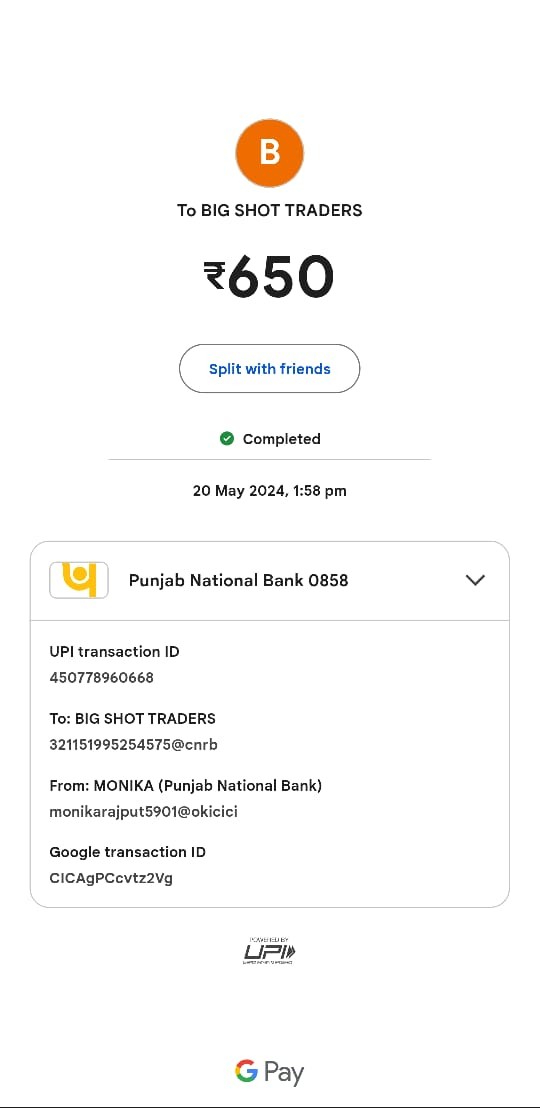 B
To BIG SHOT TRADERS
₹650
Split with friends
Completed
20 May 2024, 1:58 pm
Punjab National Bank 0858
UPI transaction ID
450778960668
To: BIG SHOT TRADERS
321151995254575@cnrb
From: MONIKA (Punjab National Bank)
monikarajput5901@okicici
Google transaction ID
CICAgPCcvtz2Vg
POWERED BY
UPI
G Pay